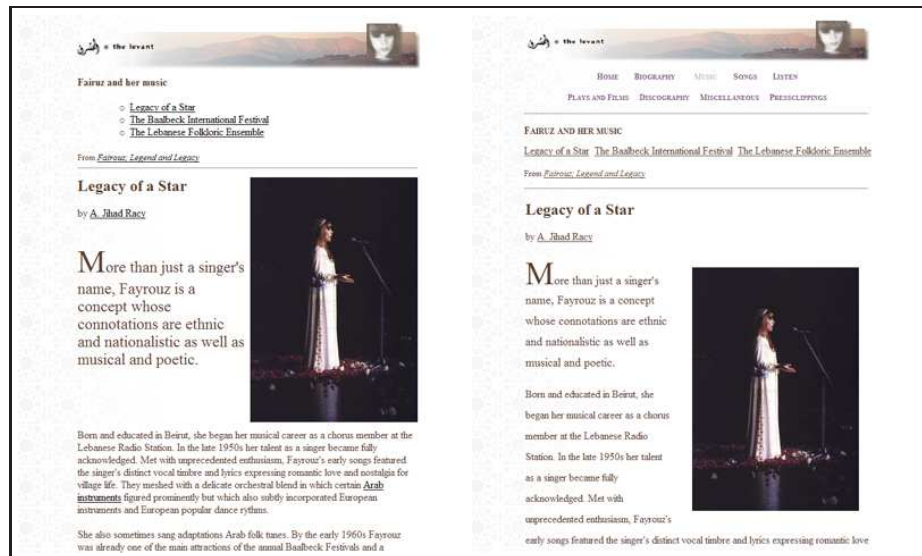 الشرق @ the levant
Fairuz and her music
Legacy of a Star
The Baalbeck International Festival
The Lebanese Folkloric Ensemble
From Fairouz; Legend and Legacy
Legacy of a Star
by A. Jihad Racy
More than just a singer's
name, Fayrouz is a
concept whose
connotations are ethnic
and nationalistic as well as
musical and poetic.
Born and educated in Beirut, she began her musical career as a chorus member at the
Lebanese Radio Station. In the late 1950s her talent as a singer became fully
acknowledged. Met with unprecedented enthusiasm, Fayrouz's early songs featured
the singer's distinct vocal timbre and lyrics expressing romantic love and nostalgia for
village life. They meshed with a delicate orchestral blend in which certain Arab
instruments figured prominently but which also subtly incorporated European
instruments and European popular dance rythms.
She also sometimes sang adaptations Arab folk tunes. By the early 1960s Fayrouz
was already one of the main attractions of the annual Baalbeck Festivals and a
الشرق @ the levant
HOME BIOGRAPHY MUSIC SONGS LISTEN
PLAYS AND FILMS DISCOGRAPHY MISCELLANEOUS PRESSCLIPPINGS
FAIRUZ AND HER MUSIC
Legacy of a Star The Baalbeck International Festival The Lebanese Folkloric Ensemble
From Fairouz; Legend and Legacy
Legacy of a Star
by A. Jihad Racy
More than just a singer's
name, Fayrouz is a concept
whose connotations are ethnic
and nationalistic as well as
musical and poetic.
Born and educated in Beirut, she
began her musical career as a chorus
member at the Lebanese Radio
Station. In the late 1950s her talent
as a singer became fully
acknowledged. Met with
unprecedented enthusiasm, Fayrouz's
early songs featured the singer's distinct vocal timbre and lyrics expressing romantic love